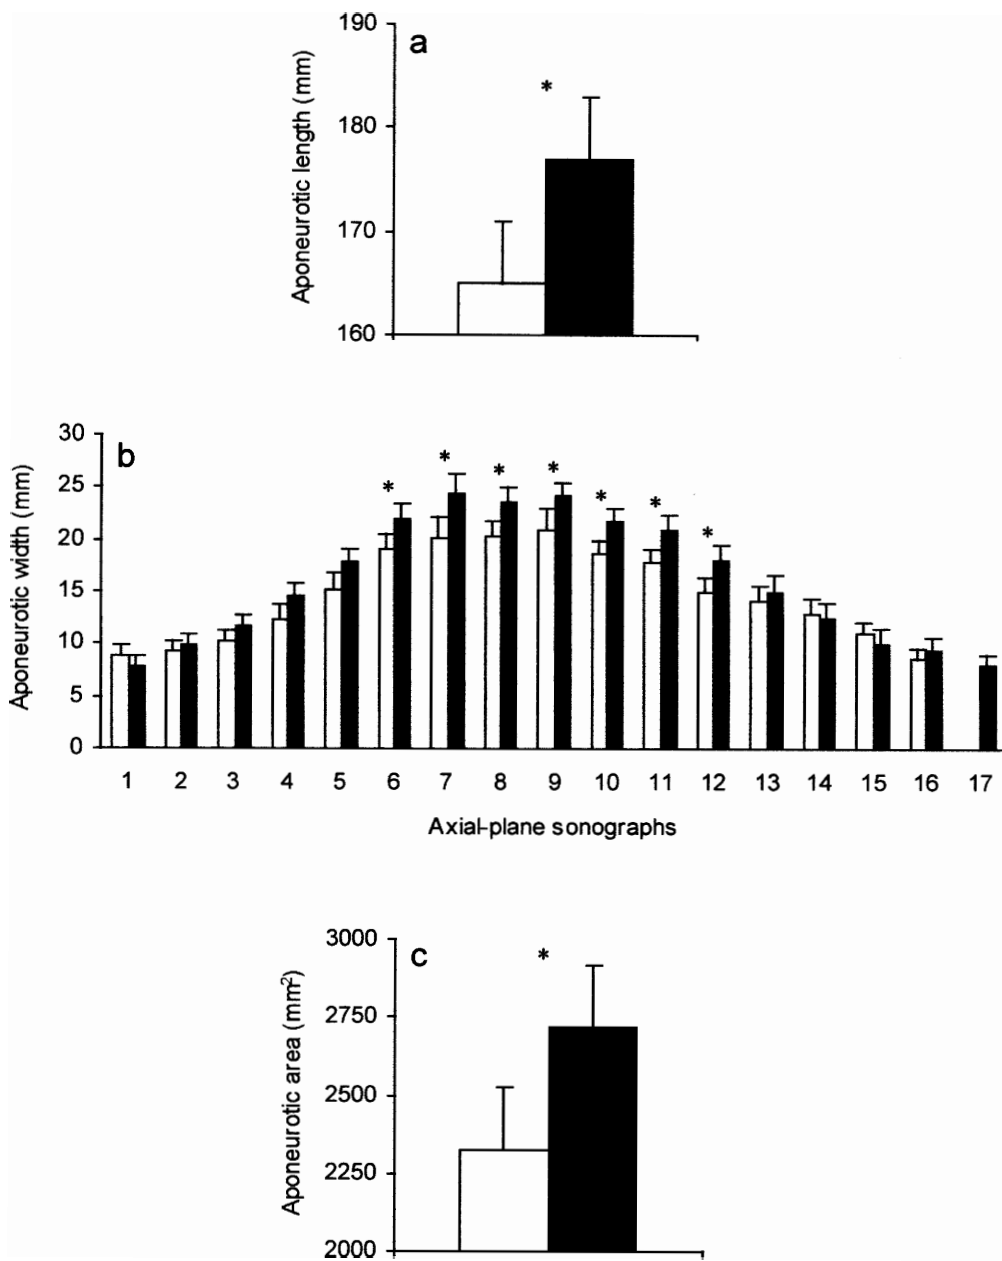 190
a
*
180
170
160
Aponeurotic length (mm)
30
b
* * * * * * *
25
20
15
10
5
0
Aponeurotic width (mm)
1 2 3 4 5 6 7 8 9 10 11 12 13 14 15 16 17
Axial-plane sonographs
3000
c
*
2750
2500
2250
2000
Aponeurotic area (mm²)